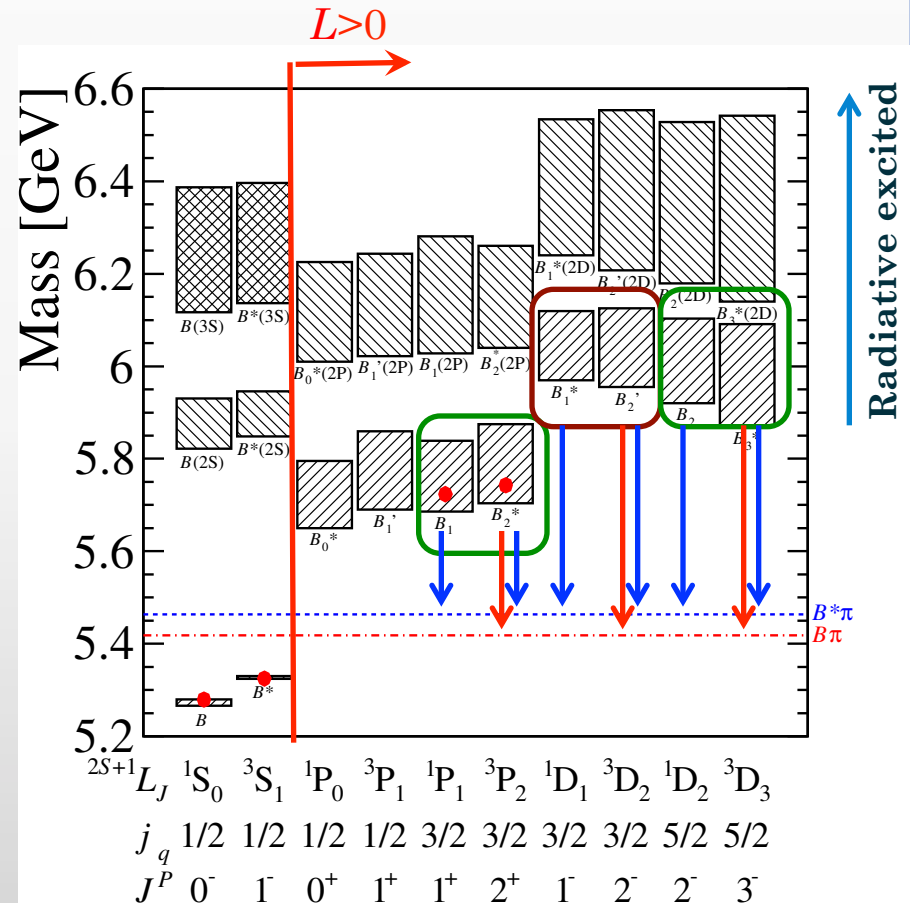 L>0
Mass [GeV]
6.6
6.4
6.2
6
5.8
5.6
5.4
5.2
Radiative excited
B(3S)
B*(3S)
B(2S)
B*(2S)
B
B*
B₀*(2P)
B₁'(2P)
B₁(2P)
B₂*(2P)
B₁*(2D)
B₂'(2D)
B₂(2D)
B₃*(2D)
B₀*
B₁'
B₁
B₂*
B₁*
B₂'
B₂
B₃*
B*π
Bπ
²ˢ⁺¹L_J ¹S₀ ³S₁ ¹P₀ ³P₁ ¹P₁ ³P₂ ¹D₁ ³D₂ ¹D₂ ³D₃
j_q 1/2 1/2 1/2 1/2 3/2 3/2 3/2 3/2 5/2 5/2
J^P 0⁻ 1⁻ 0⁺ 1⁺ 1⁺ 2⁺ 1⁻ 2⁻ 2⁻ 3⁻